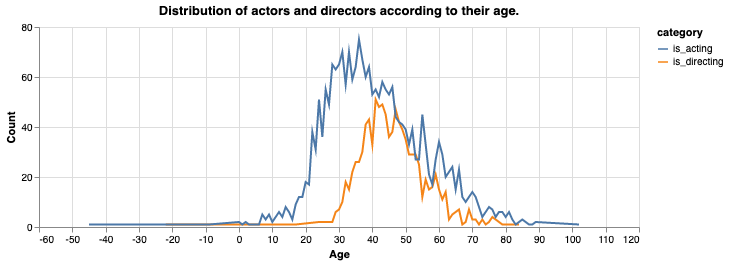 Distribution of actors and directors according to their age.
80
60
40
20
0
Count
-60 -50 -40 -30 -20 -10 0 10 20 30 40 50 60 70 80 90 100 110 120
Age
category
is_acting
is_directing